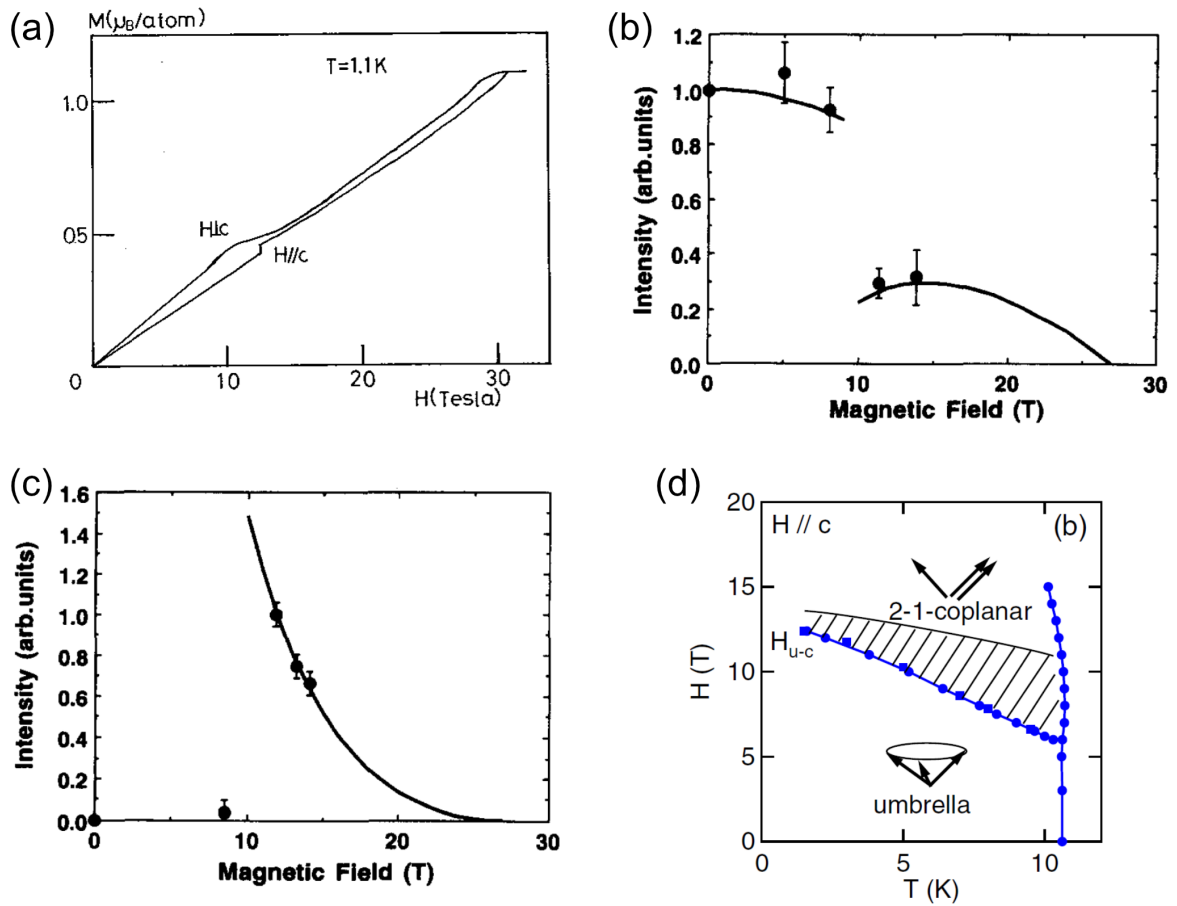 (a)
M(μB/atom)
T=1.1K
1.0
05
H⊥c
H//c
0
10
20
30
H(Tesla)
(b)
Intensity (arb.units)
1.2
1.0
0.8
0.6
0.4
0.2
0.0
0
10
20
30
Magnetic Field (T)
(c)
Intensity (arb.units)
1.6
1.4
1.2
1.0
0.8
0.6
0.4
0.2
0.0
0
10
20
30
Magnetic Field (T)
(d)
H (T)
20
15
10
5
0
H // c
(b)
2-1-coplanar
Hu-c
umbrella
0
5
10
T (K)